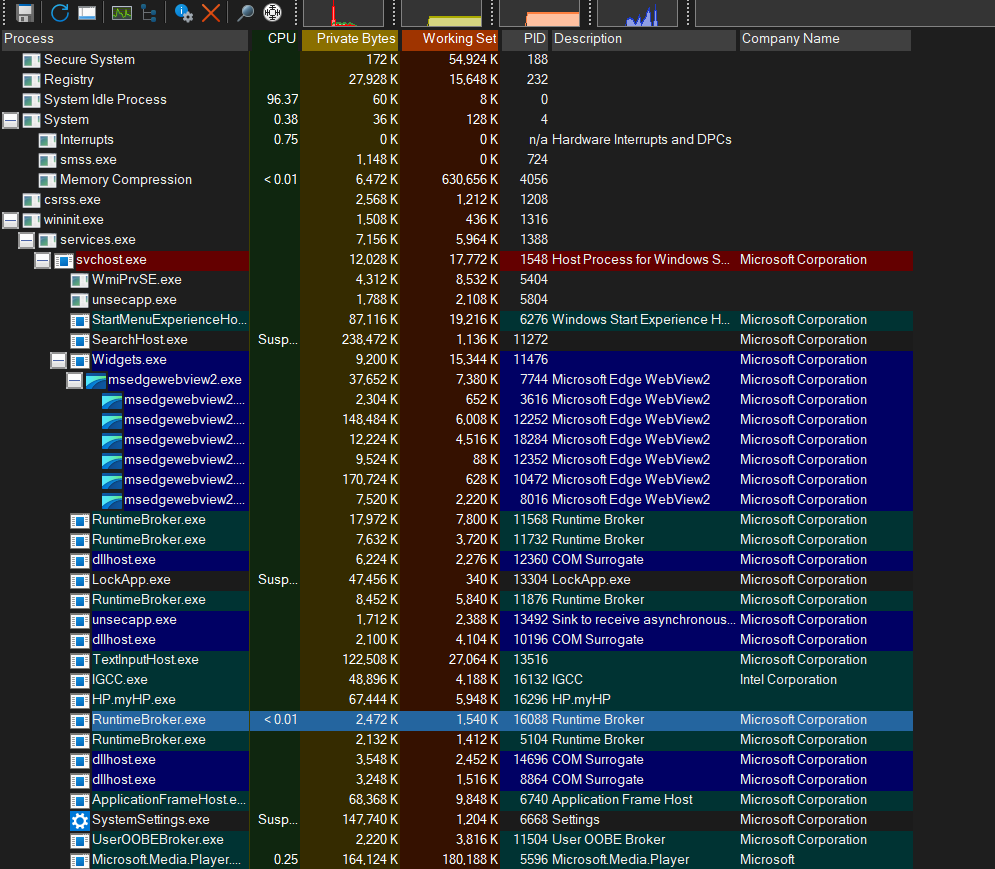 Process CPU Private Bytes Working Set PID Description Company Name
Secure System 172 K 54,924 K 188
Registry 27,928 K 15,648 K 232
System Idle Process 96.37 60 K 8 K 0
System 0.38 36 K 128 K 4
Interrupts 0.75 0 K 0 K n/a Hardware Interrupts and DPCs
smss.exe 1,148 K 0 K 724
Memory Compression < 0.01 6,472 K 630,656 K 4056
csrss.exe 2,568 K 1,212 K 1208
wininit.exe 1,508 K 436 K 1316
services.exe 7,156 K 5,964 K 1388
svchost.exe 12,028 K 17,772 K 1548 Host Process for Windows S... Microsoft Corporation
WmiPrvSE.exe 4,312 K 8,532 K 5404
unsecapp.exe 1,788 K 2,108 K 5804
StartMenuExperienceHo... 87,116 K 19,216 K 6276 Windows Start Experience H... Microsoft Corporation
SearchHost.exe Susp... 238,472 K 1,136 K 11272 Microsoft Corporation
Widgets.exe 9,200 K 15,344 K 11476 Microsoft Corporation
msedgewebview2.exe 37,652 K 7,380 K 7744 Microsoft Edge WebView2 Microsoft Corporation
msedgewebview2.... 2,304 K 652 K 3616 Microsoft Edge WebView2 Microsoft Corporation
msedgewebview2.... 148,484 K 6,008 K 12252 Microsoft Edge WebView2 Microsoft Corporation
msedgewebview2.... 12,224 K 4,516 K 18284 Microsoft Edge WebView2 Microsoft Corporation
msedgewebview2.... 9,524 K 88 K 12352 Microsoft Edge WebView2 Microsoft Corporation
msedgewebview2.... 170,724 K 628 K 10472 Microsoft Edge WebView2 Microsoft Corporation
msedgewebview2.... 7,520 K 2,220 K 8016 Microsoft Edge WebView2 Microsoft Corporation
RuntimeBroker.exe 17,972 K 7,800 K 11568 Runtime Broker Microsoft Corporation
RuntimeBroker.exe 7,632 K 3,720 K 11732 Runtime Broker Microsoft Corporation
dllhost.exe 6,224 K 2,276 K 12360 COM Surrogate Microsoft Corporation
LockApp.exe Susp... 47,456 K 340 K 13304 LockApp.exe Microsoft Corporation
RuntimeBroker.exe 8,452 K 5,840 K 11876 Runtime Broker Microsoft Corporation
unsecapp.exe 1,712 K 2,388 K 13492 Sink to receive asynchronous... Microsoft Corporation
dllhost.exe 2,100 K 4,104 K 10196 COM Surrogate Microsoft Corporation
TextInputHost.exe 122,508 K 27,064 K 13516 Microsoft Corporation
IGCC.exe 48,896 K 4,188 K 16132 IGCC Intel Corporation
HP.myHP.exe 67,444 K 5,948 K 16296 HP.myHP
RuntimeBroker.exe < 0.01 2,472 K 1,540 K 16088 Runtime Broker Microsoft Corporation
RuntimeBroker.exe 2,132 K 1,412 K 5104 Runtime Broker Microsoft Corporation
dllhost.exe 3,548 K 2,452 K 14696 COM Surrogate Microsoft Corporation
dllhost.exe 3,248 K 1,516 K 8864 COM Surrogate Microsoft Corporation
ApplicationFrameHost.e... 68,368 K 9,848 K 6740 Application Frame Host Microsoft Corporation
SystemSettings.exe Susp... 147,740 K 1,204 K 6668 Settings Microsoft Corporation
UserOOBEBroker.exe 2,220 K 3,816 K 11504 User OOBE Broker Microsoft Corporation
Microsoft.Media.Player.... 0.25 164,124 K 180,188 K 5596 Microsoft.Media.Player Microsoft